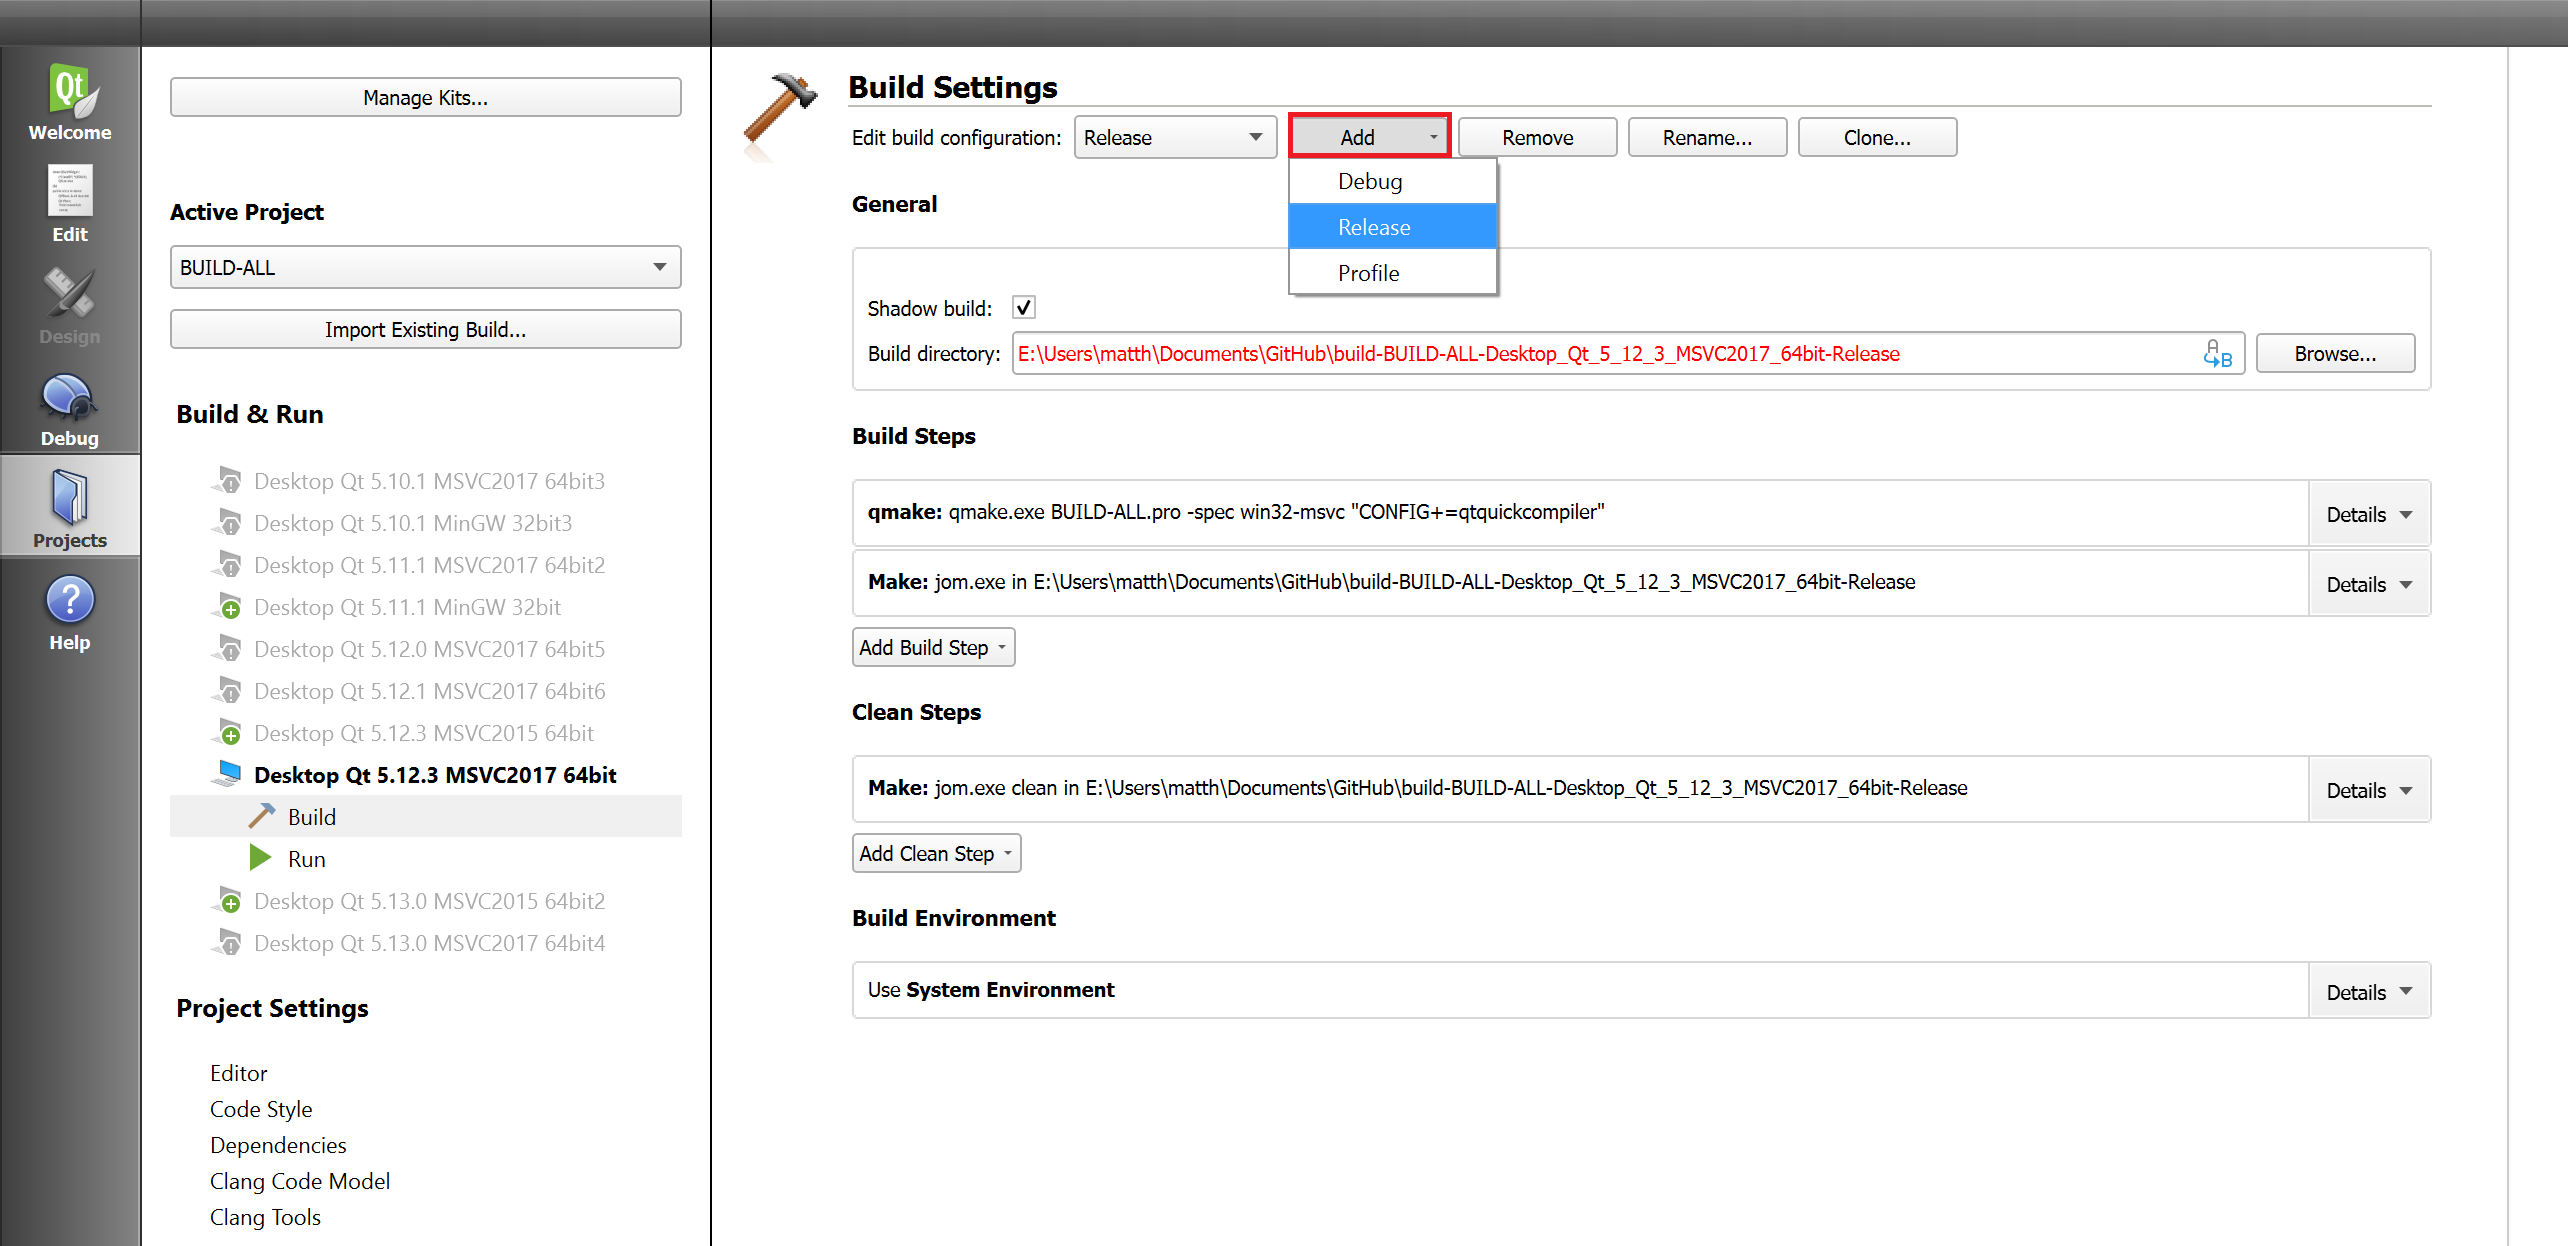 Qt
Welcome
Edit
Design
Debug
Projects
?
Help
Manage Kits...
Active Project
BUILD-ALL
Import Existing Build...
Build & Run
Desktop Qt 5.10.1 MSVC2017 64bit3
Desktop Qt 5.10.1 MinGW 32bit3
Desktop Qt 5.11.1 MSVC2017 64bit2
Desktop Qt 5.11.1 MinGW 32bit
Desktop Qt 5.12.0 MSVC2017 64bit5
Desktop Qt 5.12.1 MSVC2017 64bit6
Desktop Qt 5.12.3 MSVC2015 64bit
Desktop Qt 5.12.3 MSVC2017 64bit
Build
Run
Desktop Qt 5.13.0 MSVC2015 64bit2
Desktop Qt 5.13.0 MSVC2017 64bit4
Project Settings
Editor
Code Style
Dependencies
Clang Code Model
Clang Tools
Build Settings
Edit build configuration: Release Add Remove Rename... Clone...
Debug
Release
Profile
General
Shadow build:
Build directory: E:\Users\matth\Documents\GitHub\build-BUILD-ALL-Desktop_Qt_5_12_3_MSVC2017_64bit-Release A B Browse...
Build Steps
qmake: qmake.exe BUILD-ALL.pro -spec win32-msvc "CONFIG+=qtquickcompiler" Details
Make: jom.exe in E:\Users\matth\Documents\GitHub\build-BUILD-ALL-Desktop_Qt_5_12_3_MSVC2017_64bit-Release Details
Add Build Step
Clean Steps
Make: jom.exe clean in E:\Users\matth\Documents\GitHub\build-BUILD-ALL-Desktop_Qt_5_12_3_MSVC2017_64bit-Release Details
Add Clean Step
Build Environment
Use System Environment Details